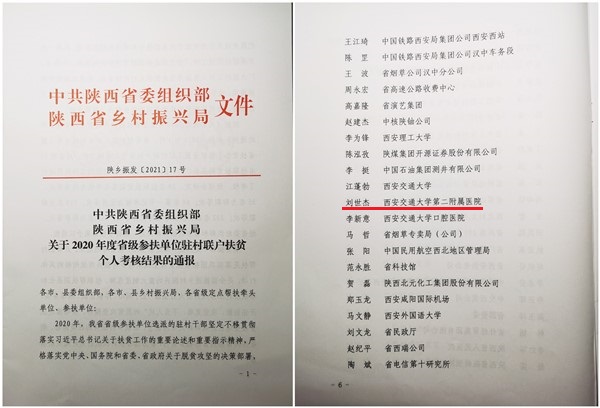 中共陕西省委组织部
陕西省乡村振兴局
文件
陕乡振发〔2021〕17号
中共陕西省委组织部
陕西省乡村振兴局
关于2020年度省级参扶单位驻村联户扶贫
个人考核结果的通报
各市、县委组织部,各市、县乡村振兴局,各省级定点帮扶牵头
单位、参扶单位:
2020年,我省省级参扶单位选派的驻村干部坚定不移贯彻
落实习近平总书记关于扶贫工作的重要论述和重要指示精神,严
格落实党中央、国务院和省委、省政府关于脱贫攻坚的决策部署,
- 1 -
王江琦 中国铁路西安局集团公司西安西站
陈罡 中国铁路西安局集团公司汉中车务段
王波 省烟草公司汉中分公司
周永宏 省高速公路收费中心
高嘉隆 省演艺集团
赵建杰 中核陕铀公司
李为锋 西安理工大学
陈泓孜 陕煤集团开源证券股份有限公司
李挺 中国石油集团测井有限公司
江蓬勃 西安交通大学
刘世杰 西安交通大学第二附属医院
李新意 西安交通大学口腔医院
马哲 省烟草专卖局(公司)
张阳 中国民用航空西北地区管理局
范永胜 省科技馆
贺磊 陕西北元化工集团股份有限公司
郑玉龙 西安咸阳国际机场
马文静 西安外国语大学
刘文龙 省民政厅
赵纪平 省西瑞公司
陶斌 省电信第十研究所
- 6 -